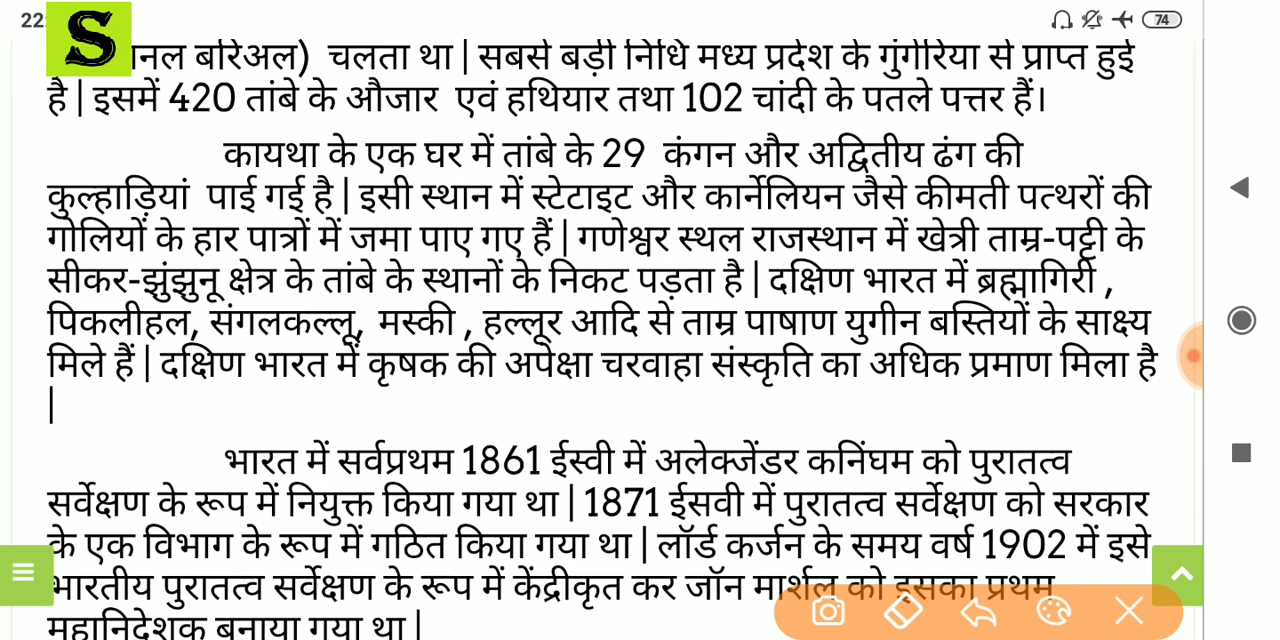 22
S
74
नल बरिअल) चलता था | सबसे बड़ी निधि मध्य प्रदेश के गुंगेरिया से प्राप्त हुई
है | इसमें 420 तांबे के औजार एवं हथियार तथा 102 चांदी के पतले पत्तर हैं।
कायथा के एक घर में तांबे के 29 कंगन और अद्वितीय ढंग की
कुल्हाड़ियां पाई गई है | इसी स्थान में स्टेटाइट और कार्नेलियन जैसे कीमती पत्थरों की
गोलियों के हार पात्रों में जमा पाए गए हैं | गणेश्वर स्थल राजस्थान में खेत्री ताम्र-पट्टी के
सीकर-झुंझुनू क्षेत्र के तांबे के स्थानों के निकट पड़ता है | दक्षिण भारत में ब्रह्मागिरी ,
पिकलीहल, संगलकल्लू, मस्की , हल्लूर आदि से ताम्र पाषाण युगीन बस्तियों के साक्ष्य
मिले हैं | दक्षिण भारत में कृषक की अपेक्षा चरवाहा संस्कृति का अधिक प्रमाण मिला है
|
भारत में सर्वप्रथम 1861 ईस्वी में अलेक्जेंडर कनिंघम को पुरातत्व
सर्वेक्षण के रूप में नियुक्त किया गया था | 1871 ईसवी में पुरातत्व सर्वेक्षण को सरकार
के एक विभाग के रूप में गठित किया गया था | लॉर्ड कर्जन के समय वर्ष 1902 में इसे
भारतीय पुरातत्व सर्वेक्षण के रूप में केंद्रीकृत कर जॉन मार्शल को इसका प्रथम
महानिदेशक बनाया गया था |